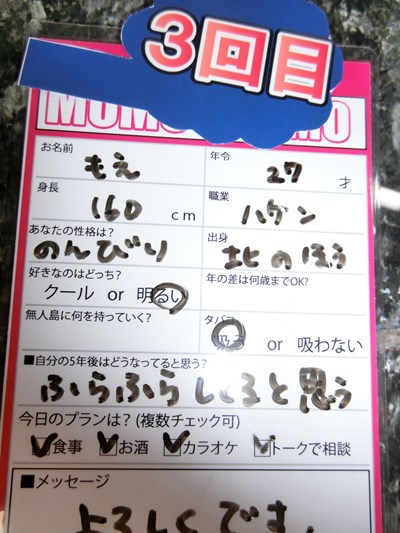 3回目
お名前 もえ 年令 27 才
身長 160 cm 職業 ハケン
あなたの性格は? のんびり 出身 北のほう
好きなのはどっち? 年の差は何歳までOK?
クール or 明るい
無人島に何を持っていく? タバコ
吸う or 吸わない
■自分の5年後はどうなってると思う?
ふらふらしてると思う
今日のプランは? (複数チェック可)
食事 お酒 カラオケ トークで相談
■メッセージ
よろしくです